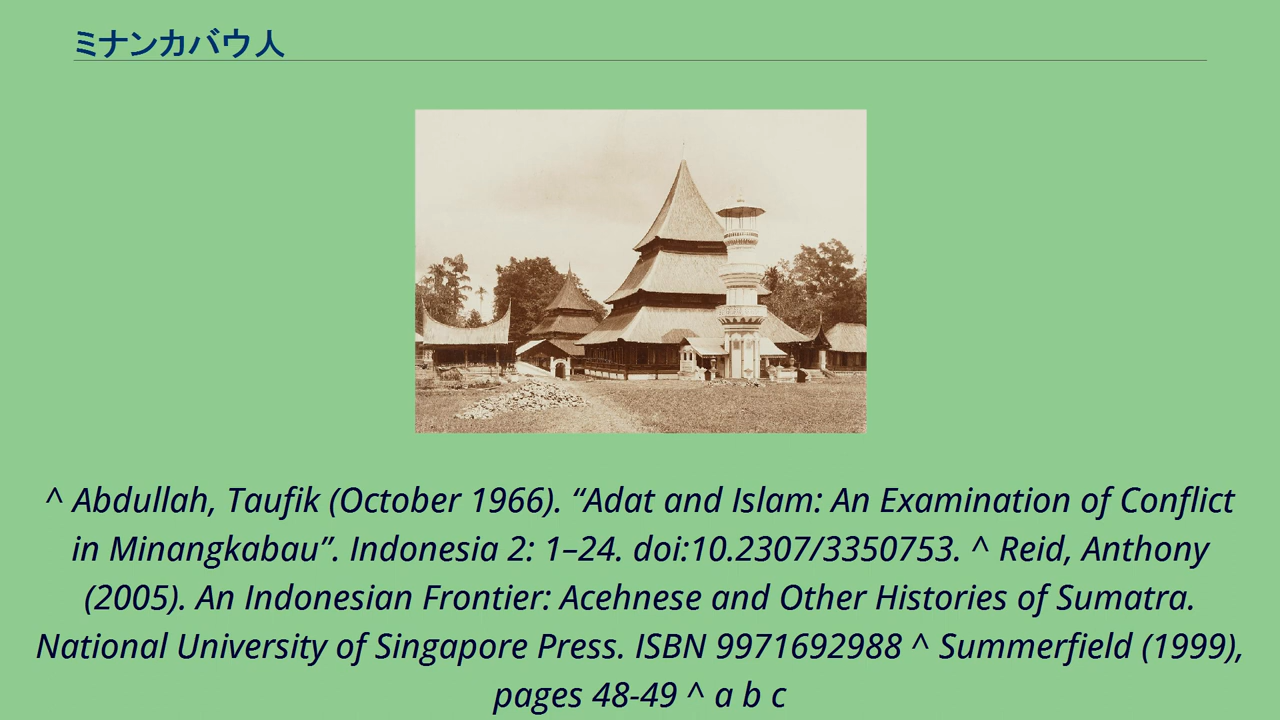 ミナンカバウ人
^ Abdullah, Taufik (October 1966). “Adat and Islam: An Examination of Conflict
in Minangkabau”. Indonesia 2: 1–24. doi:10.2307/3350753. ^ Reid, Anthony
(2005). An Indonesian Frontier: Acehnese and Other Histories of Sumatra.
National University of Singapore Press. ISBN 9971692988 ^ Summerfield (1999),
pages 48-49 ^ a b c